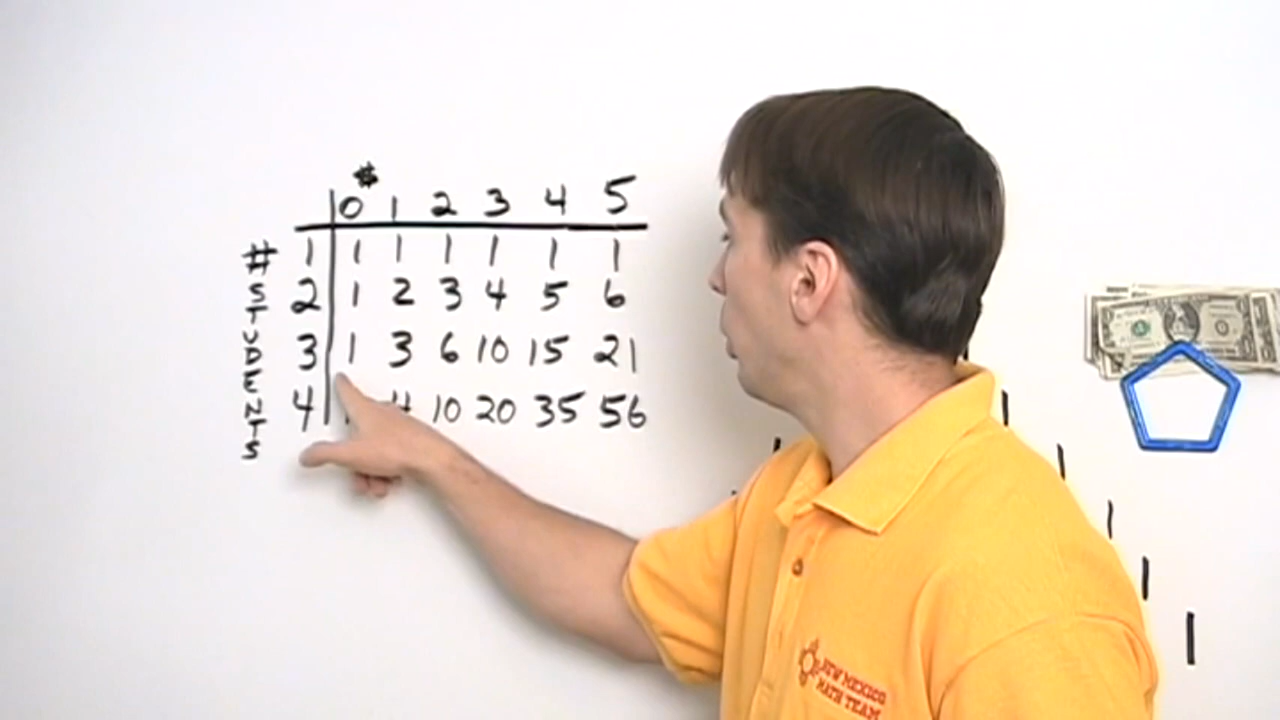 $
0 1 2 3 4 5
1 1 1 1 1 1 1
2 1 2 3 4 5 6
3 1 3 6 10 15 21
4 4 10 20 35 56
# STUDENTS
NEW MEXICO
MATH TEAM